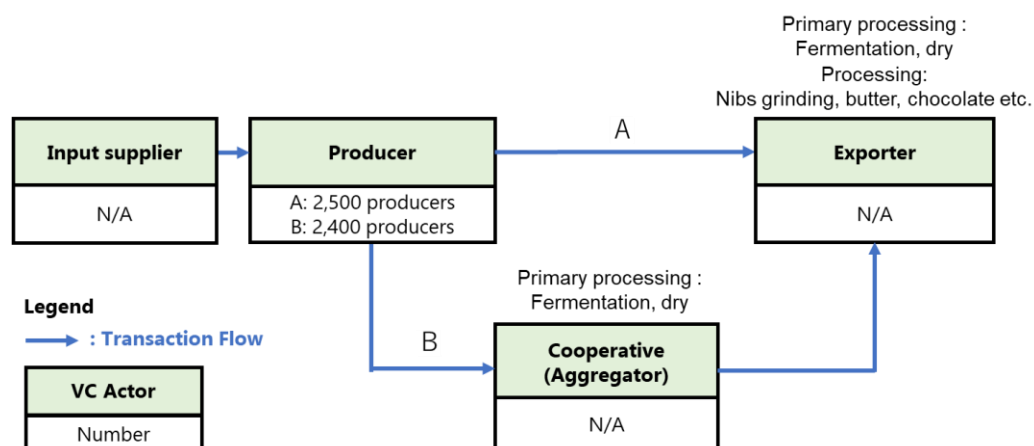 Primary processing :
Fermentation, dry
Processing:
Nibs grinding, butter, chocolate etc.
A
Input supplier
N/A
Producer
A: 2,500 producers
B: 2,400 producers
Exporter
N/A
Primary processing :
Fermentation, dry
B
Cooperative
(Aggregator)
N/A
Legend
: Transaction Flow
VC Actor
Number